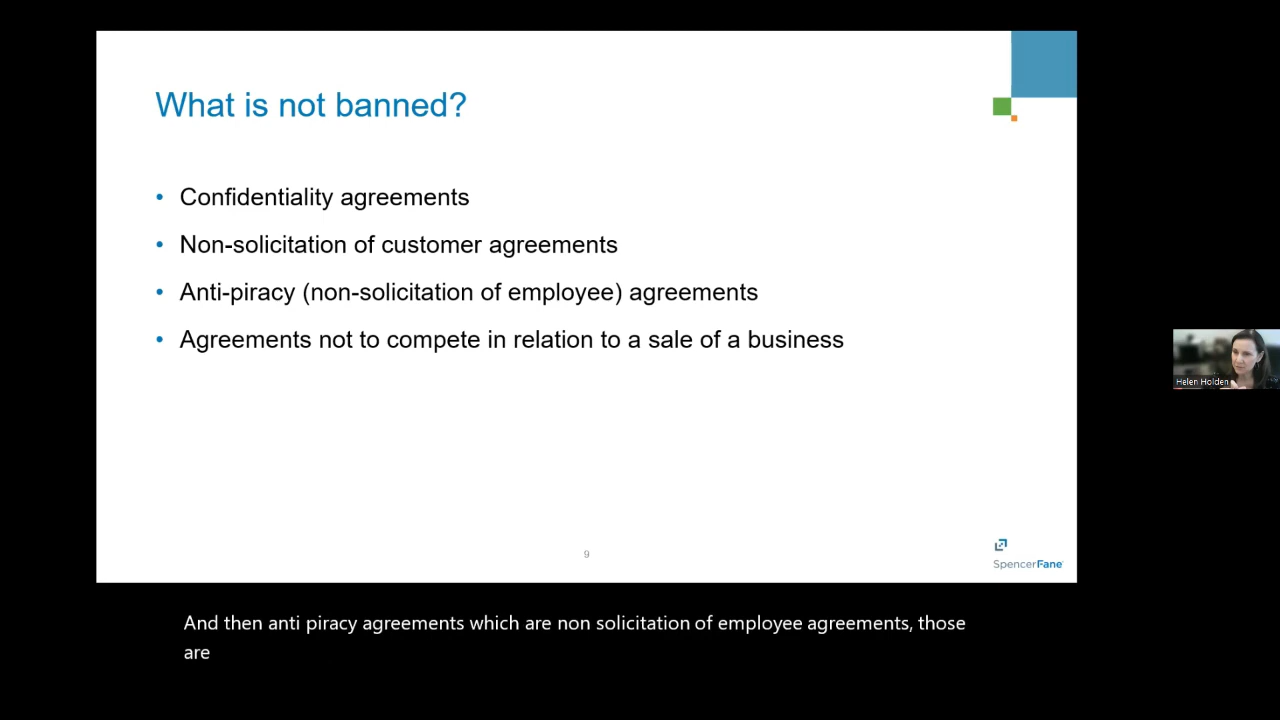 What is not banned?
• Confidentiality agreements
• Non-solicitation of customer agreements
• Anti-piracy (non-solicitation of employee) agreements
• Agreements not to compete in relation to a sale of a business
Helen Holden
9
SpencerFane
And then anti piracy agreements which are non solicitation of employee agreements, those
are